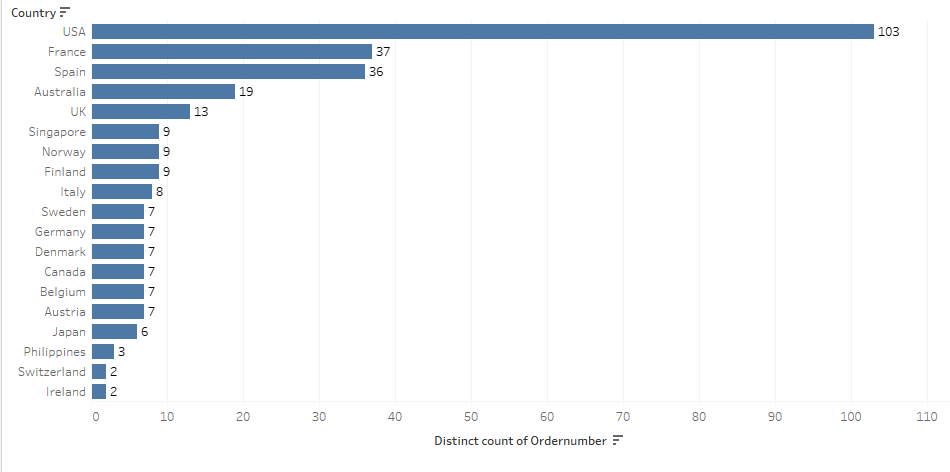 Country
USA 103
France 37
Spain 36
Australia 19
UK 13
Singapore 9
Norway 9
Finland 9
Italy 8
Sweden 7
Germany 7
Denmark 7
Canada 7
Belgium 7
Austria 7
Japan 6
Philippines 3
Switzerland 2
Ireland 2
0 10 20 30 40 50 60 70 80 90 100 110
Distinct count of Ordernumber